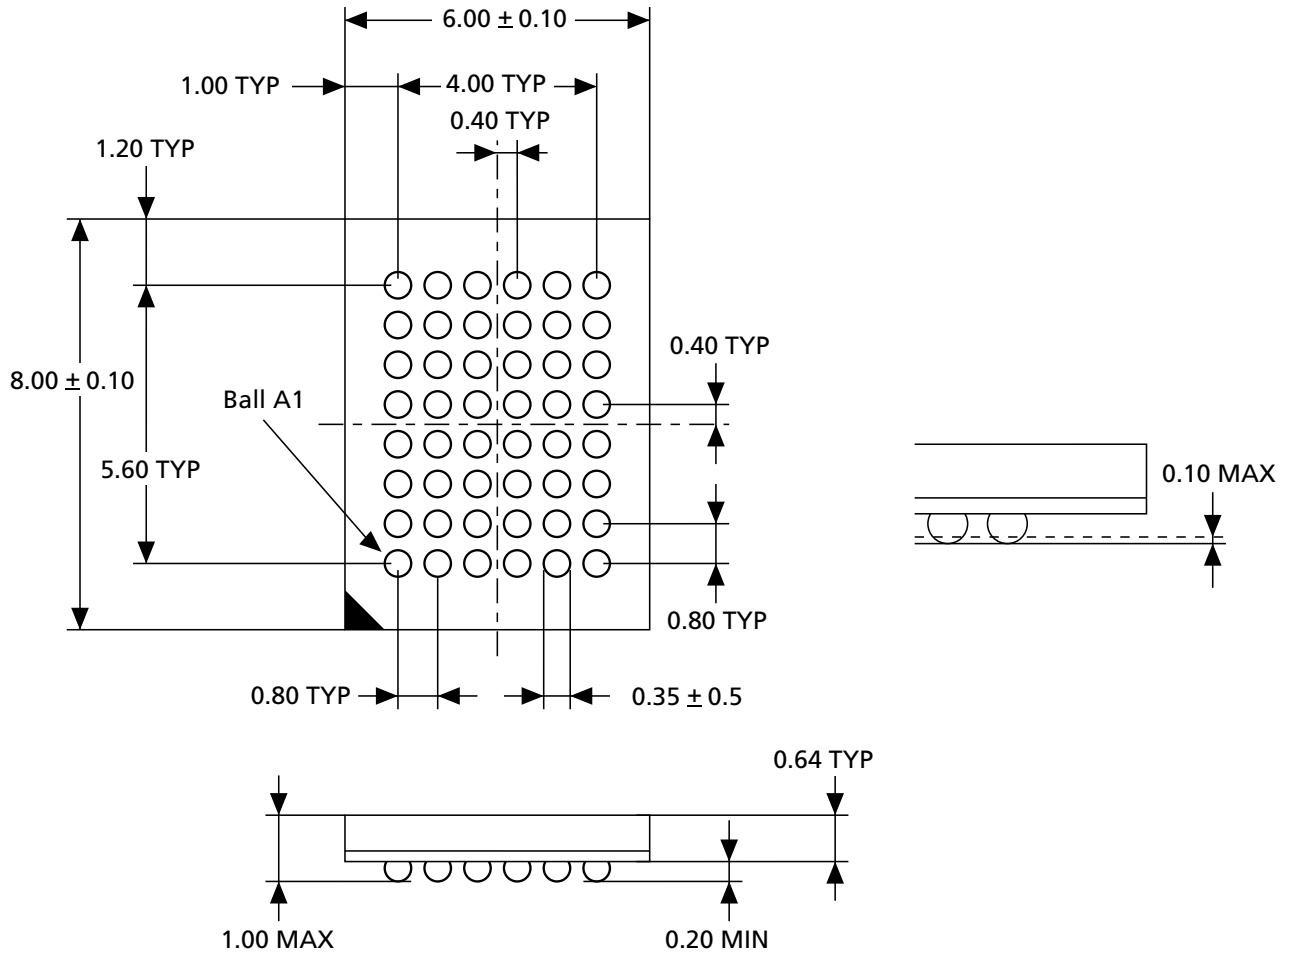 6.00 ± 0.10
1.00 TYP
4.00 TYP
0.40 TYP
1.20 TYP
0.40 TYP
8.00 ± 0.10
Ball A1
5.60 TYP
0.10 MAX
0.80 TYP
0.80 TYP
0.35 ± 0.5
0.64 TYP
1.00 MAX
0.20 MIN